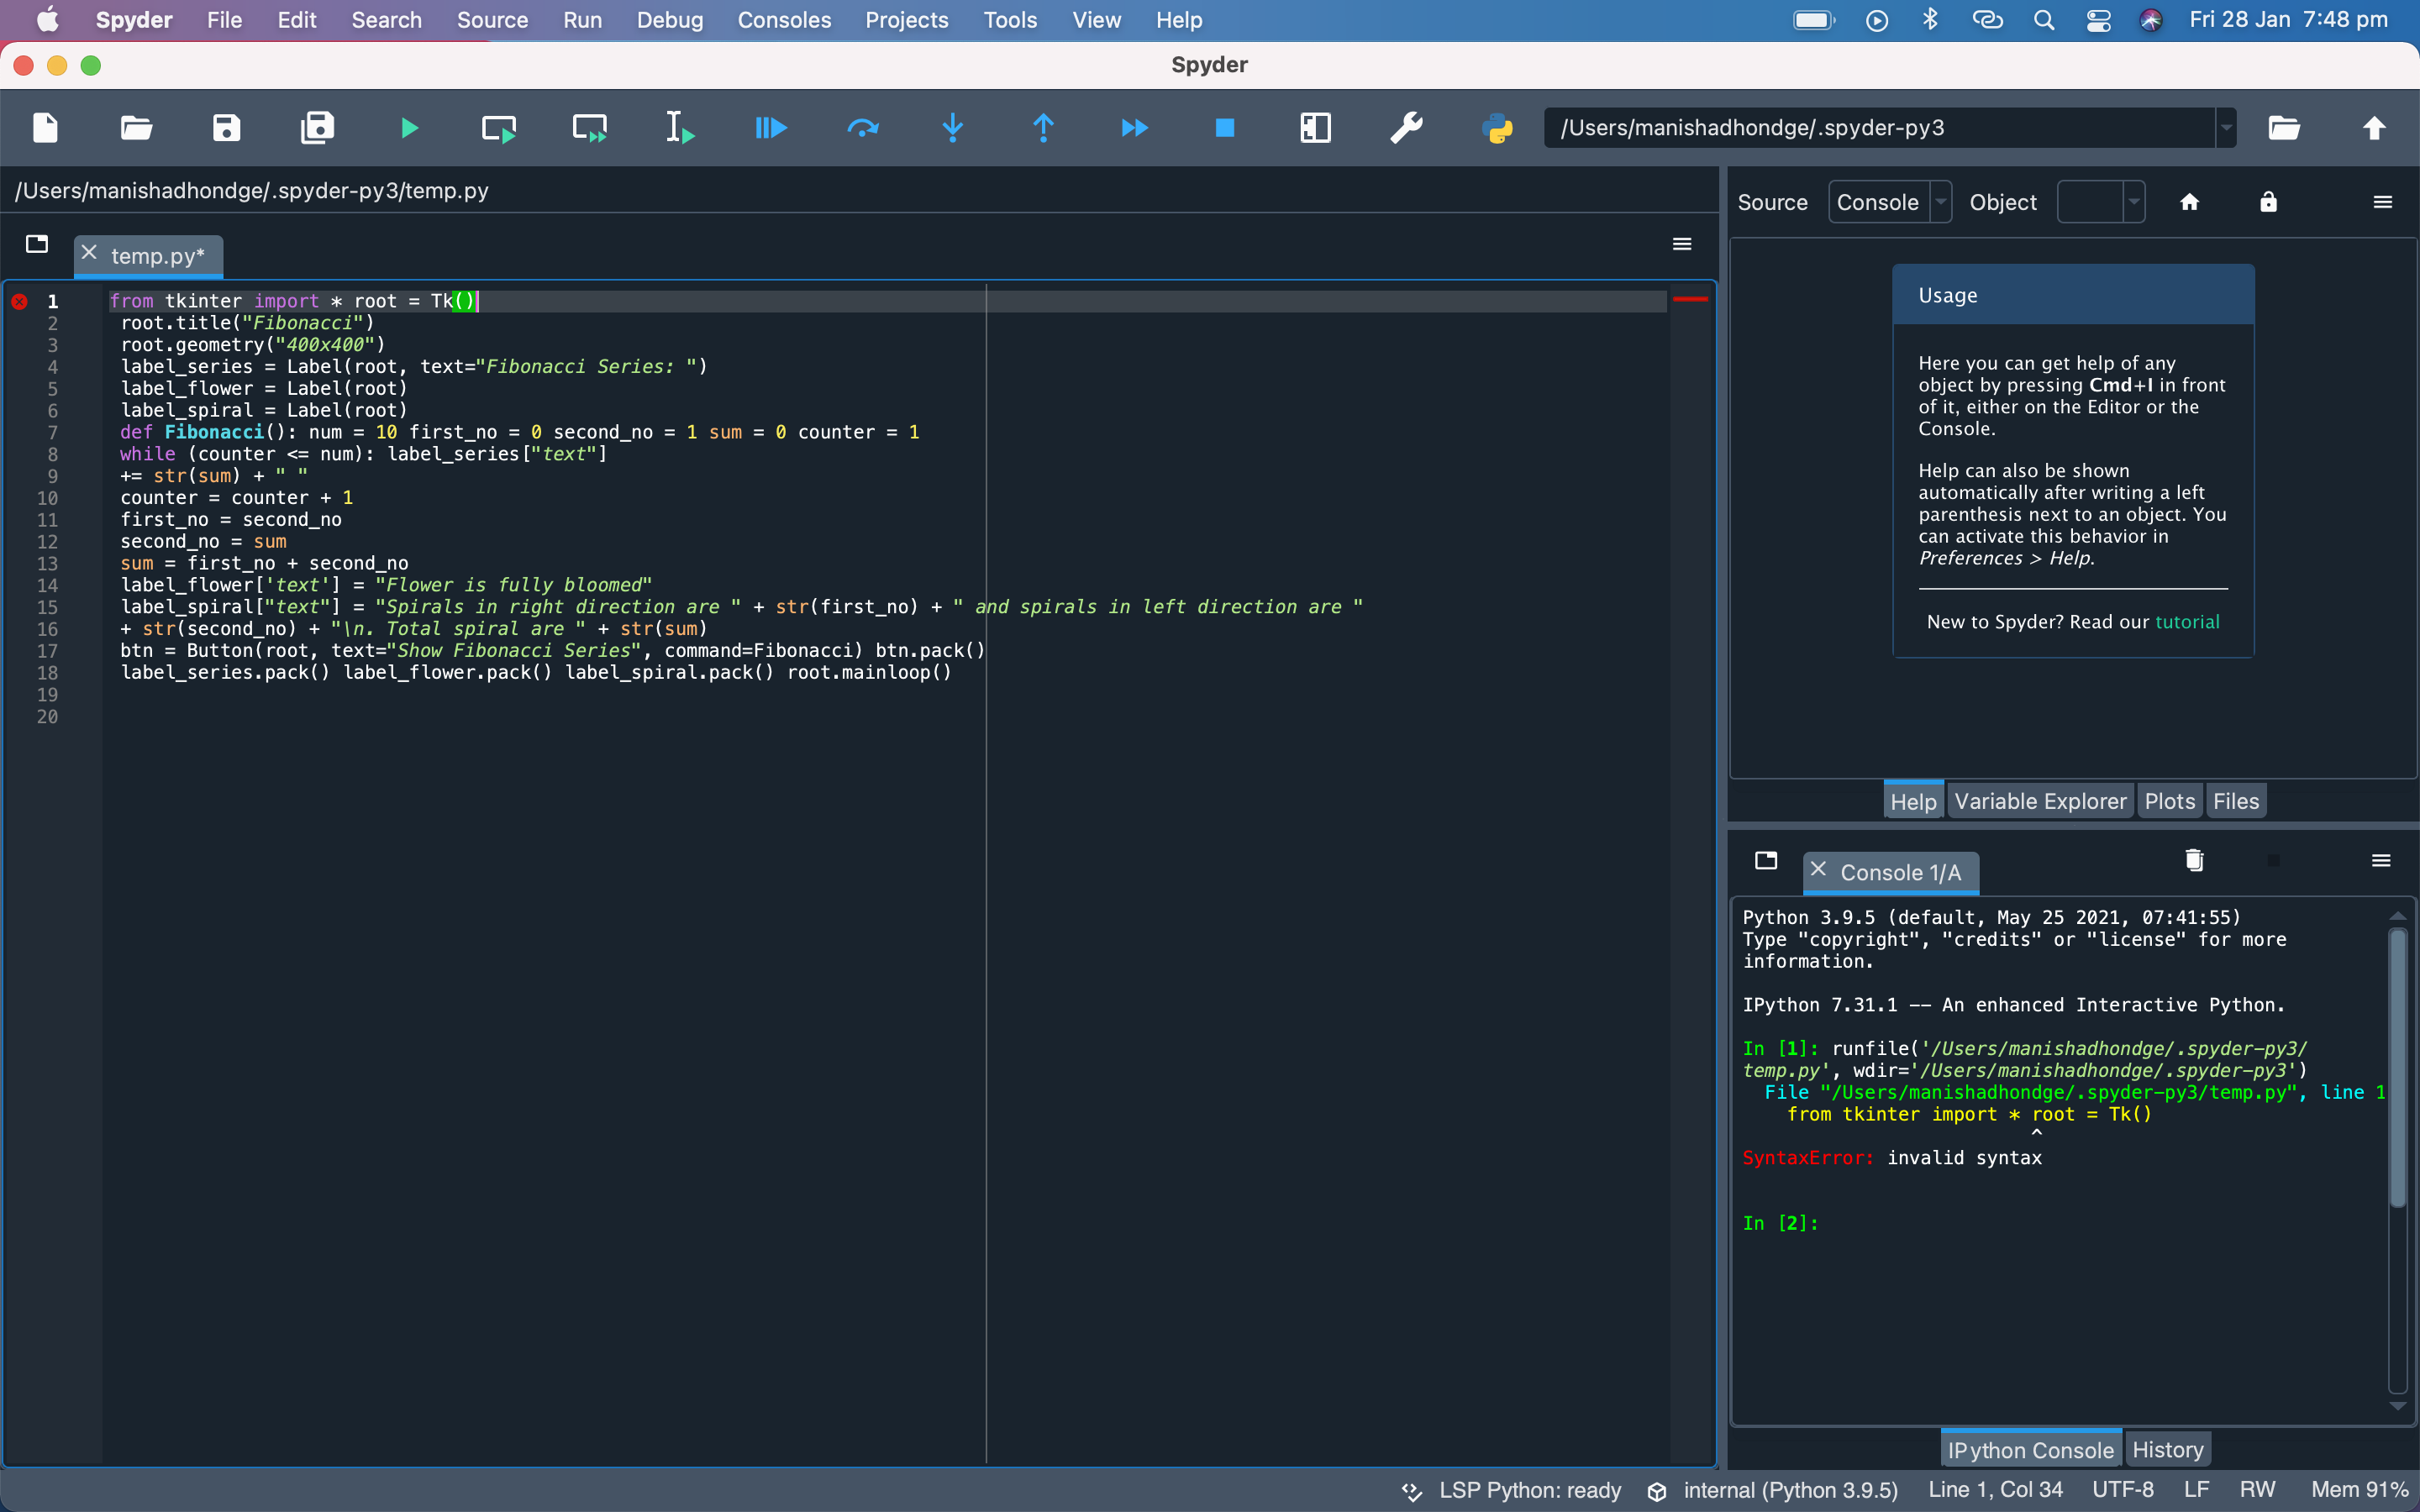 Spyder File Edit Search Source Run Debug Consoles Projects Tools View Help Fri 28 Jan 7:48 pm
Spyder
/Users/manishadhondge/.spyder-py3
/Users/manishadhondge/.spyder-py3/temp.py
temp.py*
1 from tkinter import * root = Tk()
2 root.title("Fibonacci")
3 root.geometry("400x400")
4 label_series = Label(root, text="Fibonacci Series: ")
5 label_flower = Label(root)
6 label_spiral = Label(root)
7 def Fibonacci(): num = 10 first_no = 0 second_no = 1 sum = 0 counter = 1
8 while (counter <= num): label_series["text"]
9 += str(sum) + " "
10 counter = counter + 1
11 first_no = second_no
12 second_no = sum
13 sum = first_no + second_no
14 label_flower['text'] = "Flower is fully bloomed"
15 label_spiral["text"] = "Spirals in right direction are " + str(first_no) + " and spirals in left direction are "
16 + str(second_no) + "\n. Total spiral are " + str(sum)
17 btn = Button(root, text="Show Fibonacci Series", command=Fibonacci) btn.pack()
18 label_series.pack() label_flower.pack() label_spiral.pack() root.mainloop()
19
20
Source Console Object
Usage
Here you can get help of any
object by pressing Cmd+I in front
of it, either on the Editor or the
Console.
Help can also be shown
automatically after writing a left
parenthesis next to an object. You
can activate this behavior in
Preferences > Help.
New to Spyder? Read our tutorial
Help Variable Explorer Plots Files
Console 1/A
Python 3.9.5 (default, May 25 2021, 07:41:55)
Type "copyright", "credits" or "license" for more
information.
IPython 7.31.1 -- An enhanced Interactive Python.
In [1]: runfile('/Users/manishadhondge/.spyder-py3/
temp.py', wdir='/Users/manishadhondge/.spyder-py3')
File "/Users/manishadhondge/.spyder-py3/temp.py", line 1
from tkinter import * root = Tk()
^
SyntaxError: invalid syntax
In [2]:
IPython Console History
LSP Python: ready internal (Python 3.9.5) Line 1, Col 34 UTF-8 LF RW Mem 91%